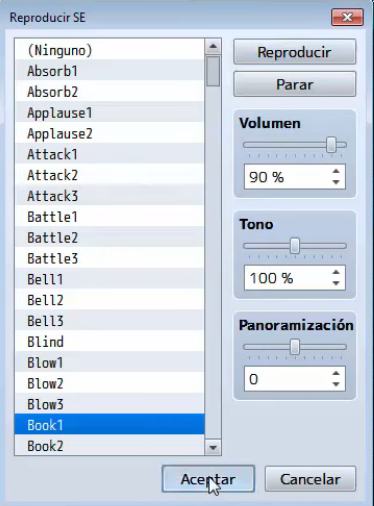 Reproducir SE
(Ninguno)
Absorb1
Absorb2
Applause1
Applause2
Attack1
Attack2
Attack3
Battle1
Battle2
Battle3
Bell1
Bell2
Bell3
Blind
Blow1
Blow2
Blow3
Book1
Book2
Reproducir
Parar
Volumen
90 %
Tono
100 %
Panoramización
0
Aceptar
Cancelar